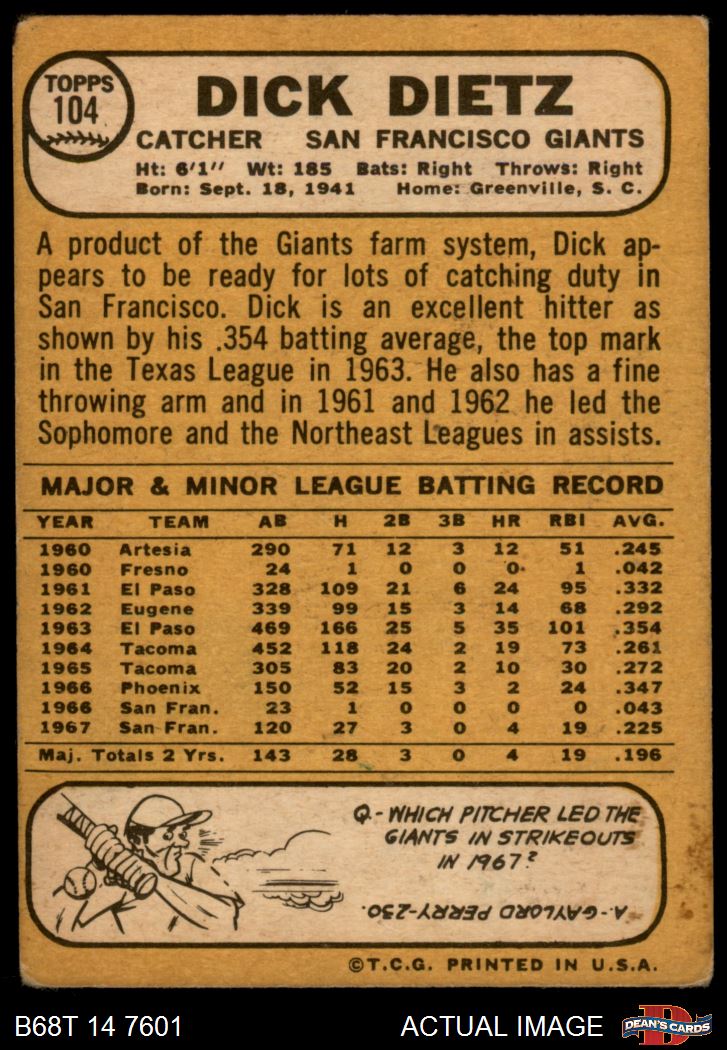 TOPPS
104
DICK DIETZ
CATCHER SAN FRANCISCO GIANTS
Ht: 6'1" Wt: 185 Bats: Right Throws: Right
Born: Sept. 18, 1941 Home: Greenville, S. C.
A product of the Giants farm system, Dick ap-
pears to be ready for lots of catching duty in
San Francisco. Dick is an excellent hitter as
shown by his .354 batting average, the top mark
in the Texas League in 1963. He also has a fine
throwing arm and in 1961 and 1962 he led the
Sophomore and the Northeast Leagues in assists.
MAJOR & MINOR LEAGUE BATTING RECORD
YEAR TEAM AB H 2B 3B HR RBI AVG.
1960 Artesia 290 71 12 3 12 51 .245
1960 Fresno 24 1 0 0 0 1 .042
1961 El Paso 328 109 21 6 24 95 .332
1962 Eugene 339 99 15 3 14 68 .292
1963 El Paso 469 166 25 5 35 101 .354
1964 Tacoma 452 118 24 2 19 73 .261
1965 Tacoma 305 83 20 2 10 30 .272
1966 Phoenix 150 52 15 3 2 24 .347
1966 San Fran. 23 1 0 0 0 0 .043
1967 San Fran. 120 27 3 0 4 19 .225
Maj. Totals 2 Yrs. 143 28 3 0 4 19 .196
Q.-WHICH PITCHER LED THE
GIANTS IN STRIKEOUTS
IN 1967?
A.-GAYLORD PERRY-230.
©T.C.G. PRINTED IN U.S.A.
B68T 14 7601 ACTUAL IMAGE
D
DEAN'S CARDS